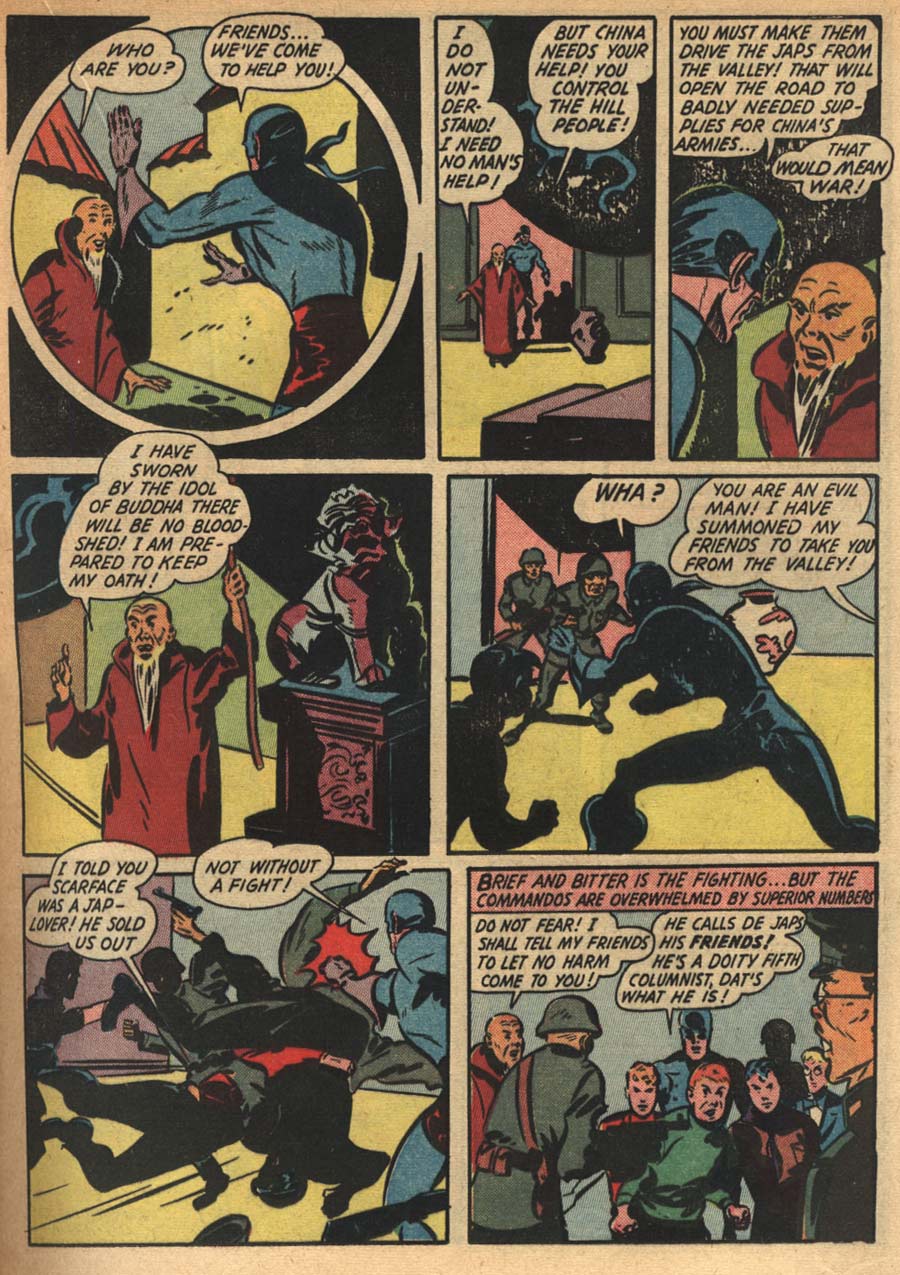 WHO
ARE YOU?
FRIENDS...
WE'VE COME
TO HELP YOU!
I
DO
NOT
UN-
DER-
STAND!
I NEED
NO MAN'S
HELP!
BUT CHINA
NEEDS YOUR
HELP! YOU
CONTROL
THE HILL
PEOPLE!
YOU MUST MAKE THEM
DRIVE THE JAPS FROM
THE VALLEY! THAT WILL
OPEN THE ROAD TO
BADLY NEEDED SUP-
PLIES FOR CHINA'S
ARMIES...
THAT
WOULD MEAN
WAR!
I HAVE
SWORN
BY THE IDOL
OF BUDDHA THERE
WILL BE NO BLOOD-
SHED! I AM PRE-
PARED TO KEEP
MY OATH!
WHA?
YOU ARE AN EVIL
MAN! I HAVE
SUMMONED MY
FRIENDS TO TAKE YOU
FROM THE VALLEY!
I TOLD YOU
SCARFACE
WAS A JAP-
LOVER! HE SOLD
US OUT
NOT WITHOUT
A FIGHT!
BRIEF AND BITTER IS THE FIGHTING...BUT THE
COMMANDOS ARE OVERWHELMED BY SUPERIOR NUMBERS
DO NOT FEAR! I
SHALL TELL MY FRIENDS
TO LET NO HARM
COME TO YOU!
HE CALLS DE JAPS
HIS FRIENDS!
HE'S A DOITY FIFTH
COLUMNIST, DAT'S
WHAT HE IS!